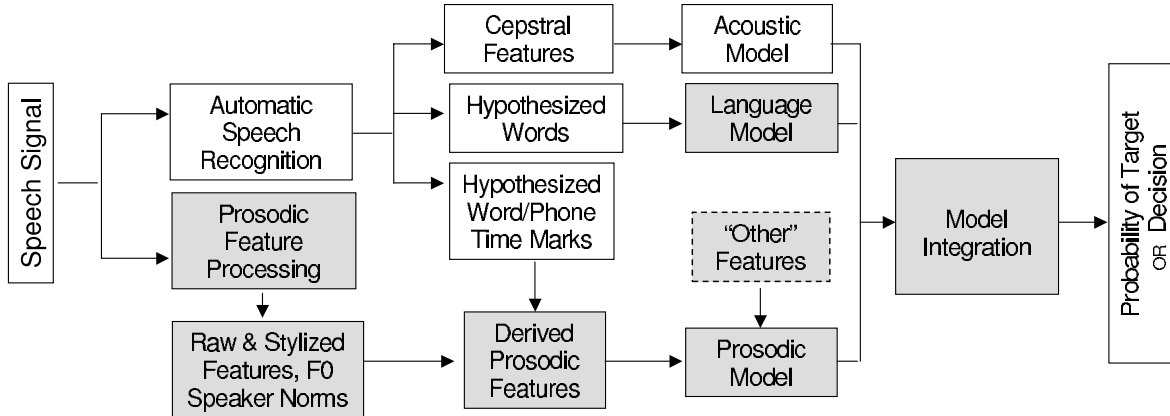 Speech Signal
Automatic
Speech
Recognition
Prosodic
Feature
Processing
Raw & Stylized
Features, F0
Speaker Norms
Cepstral
Features
Hypothesized
Words
Hypothesized
Word/Phone
Time Marks
Derived
Prosodic
Features
Acoustic
Model
Language
Model
“Other”
Features
Prosodic
Model
Model
Integration
Probability of Target
OR Decision